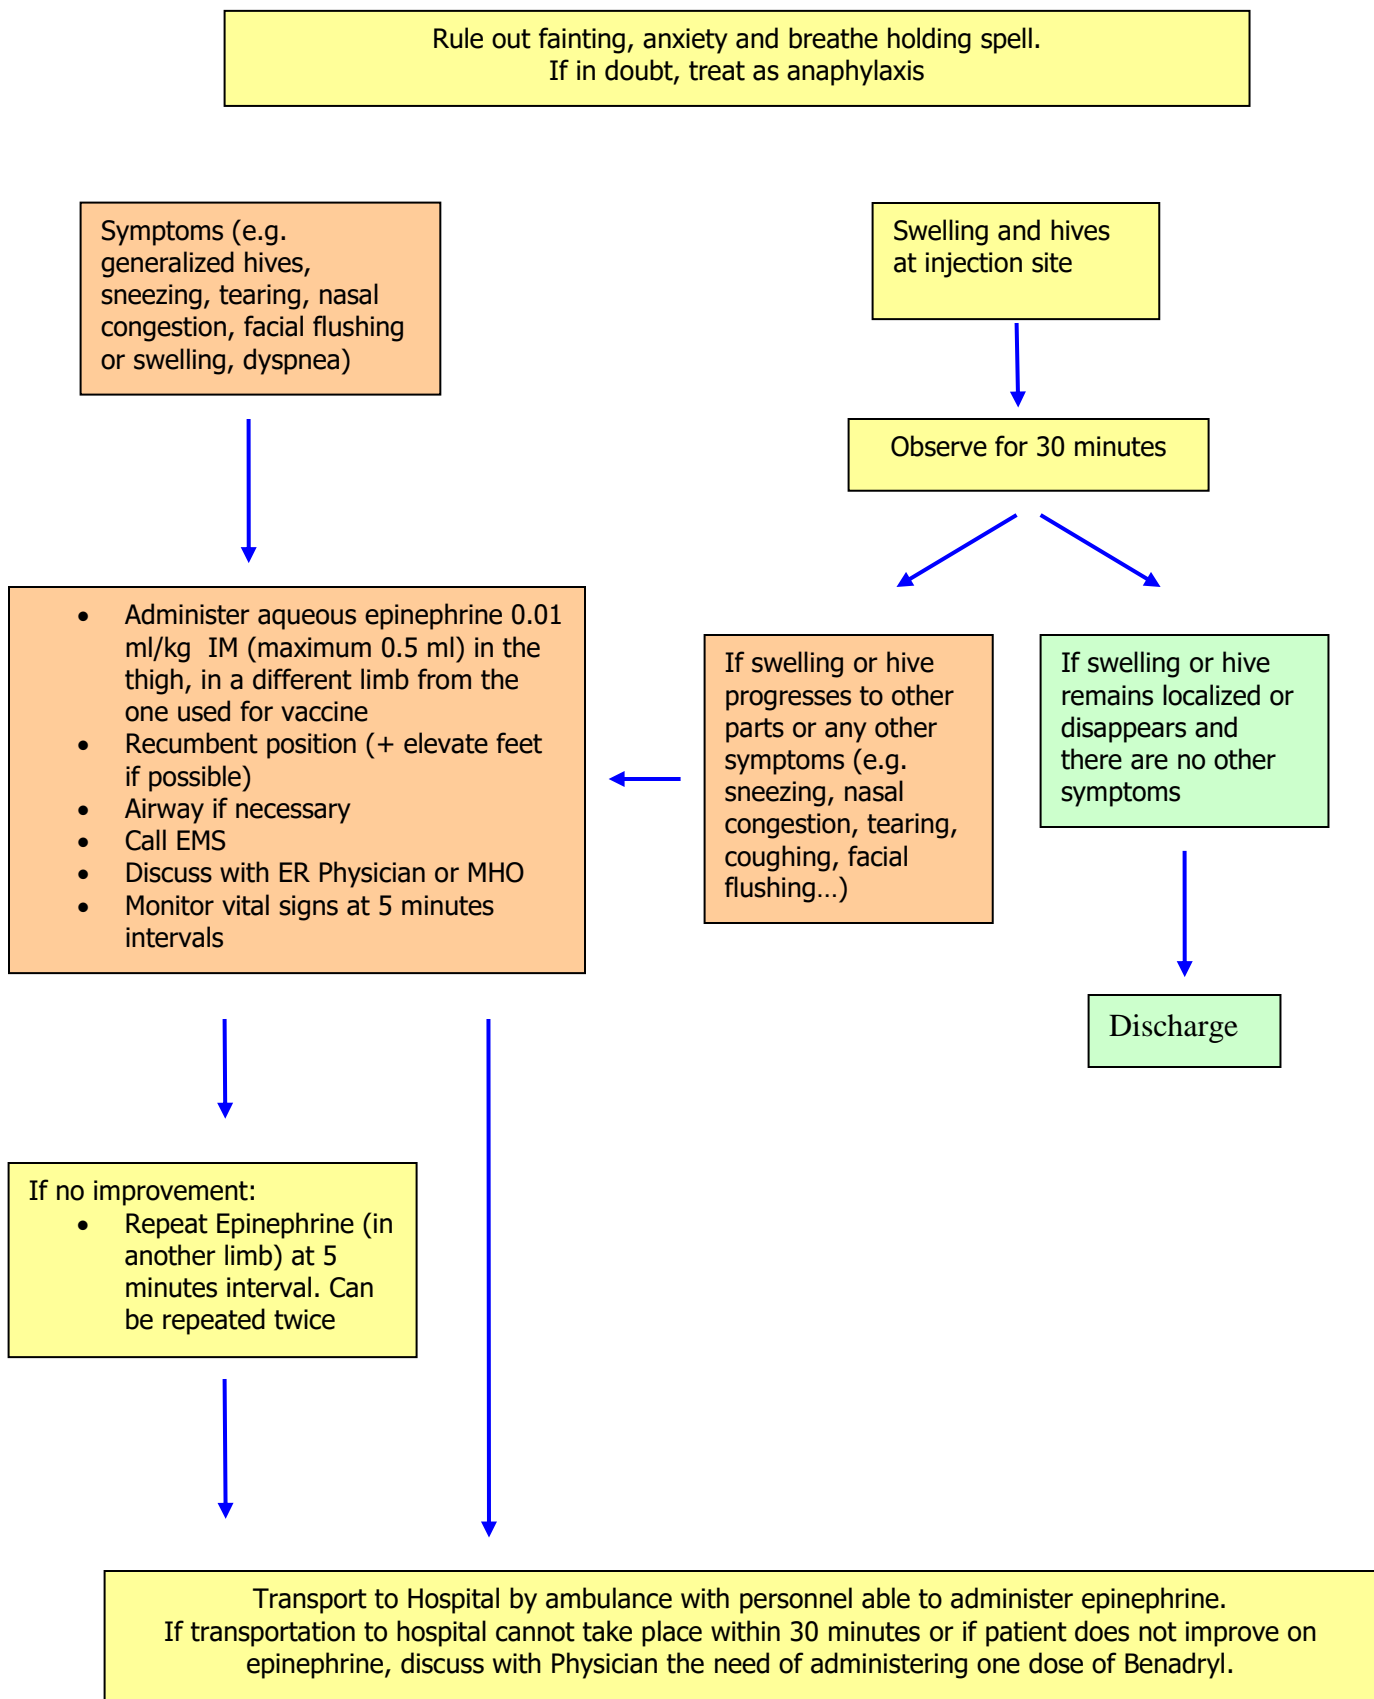 Rule out fainting, anxiety and breathe holding spell.
If in doubt, treat as anaphylaxis
Symptoms (e.g.
generalized hives,
sneezing, tearing, nasal
congestion, facial flushing
or swelling, dyspnea)
Swelling and hives
at injection site
Observe for 30 minutes
• Administer aqueous epinephrine 0.01
ml/kg IM (maximum 0.5 ml) in the
thigh, in a different limb from the
one used for vaccine
• Recumbent position (+ elevate feet
if possible)
• Airway if necessary
• Call EMS
• Discuss with ER Physician or MHO
• Monitor vital signs at 5 minutes
intervals
If swelling or hive
progresses to other
parts or any other
symptoms (e.g.
sneezing, nasal
congestion, tearing,
coughing, facial
flushing…)
If swelling or hive
remains localized or
disappears and
there are no other
symptoms
Discharge
If no improvement:
• Repeat Epinephrine (in
another limb) at 5
minutes interval. Can
be repeated twice
Transport to Hospital by ambulance with personnel able to administer epinephrine.
If transportation to hospital cannot take place within 30 minutes or if patient does not improve on
epinephrine, discuss with Physician the need of administering one dose of Benadryl.